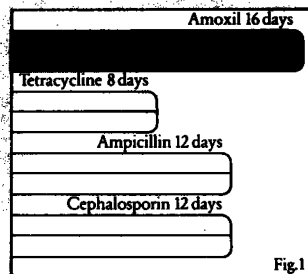 Amoxil 16 days
Tetracycline 8 days
Ampicillin 12 days
Cephalosporin 12 days
Fig.1